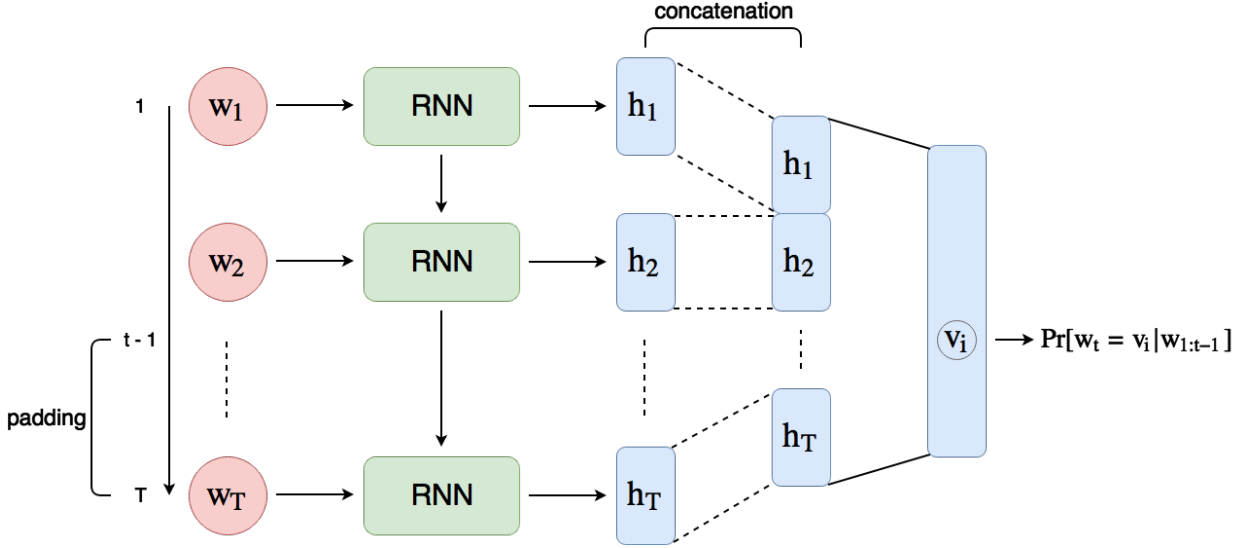 concatenation
1
w1
RNN
h1
h1
w2
RNN
h2
h2
t - 1
vi
Pr[wt = vi|w1:t−1]
padding
hT
T
wT
RNN
hT